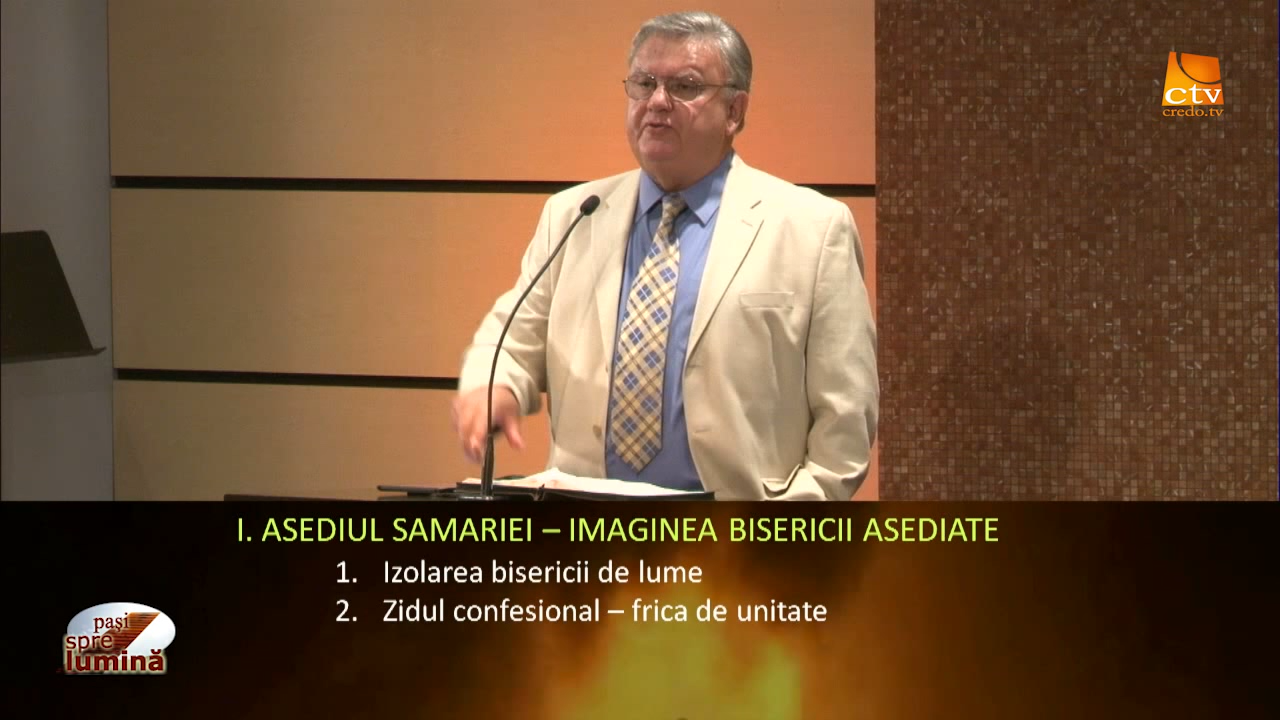 ctv
credo.tv
I. ASEDIUL SAMARIEI – IMAGINEA BISERICII ASEDIATE
1. Izolarea bisericii de lume
2. Zidul confesional – frica de unitate
paşi
spre
lumină